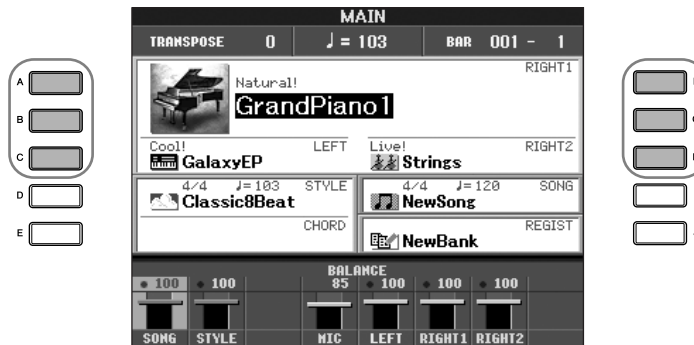 MAIN
TRANSPOSE 0 ♩ = 103 BAR 001 - 1
RIGHT1
Natural!
GrandPiano1
Cool! LEFT Live! RIGHT2
GalaxyEP Strings
4/4 ♩=103 STYLE 4/4 ♩=120 SONG
Classic8Beat NewSong
CHORD REGIST
NewBank
BALANCE
100 100 85 100 100 100
SONG STYLE MIC LEFT RIGHT1 RIGHT2
A
B
C
D
E